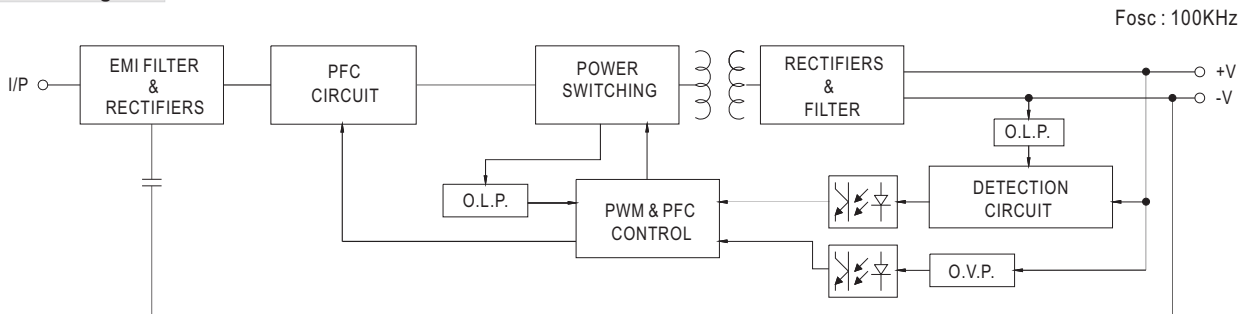 Fosc : 100KHz
I/P
EMI FILTER
&
RECTIFIERS
PFC
CIRCUIT
POWER
SWITCHING
RECTIFIERS
&
FILTER
+V
-V
O.L.P.
O.L.P.
PWM & PFC
CONTROL
DETECTION
CIRCUIT
O.V.P.